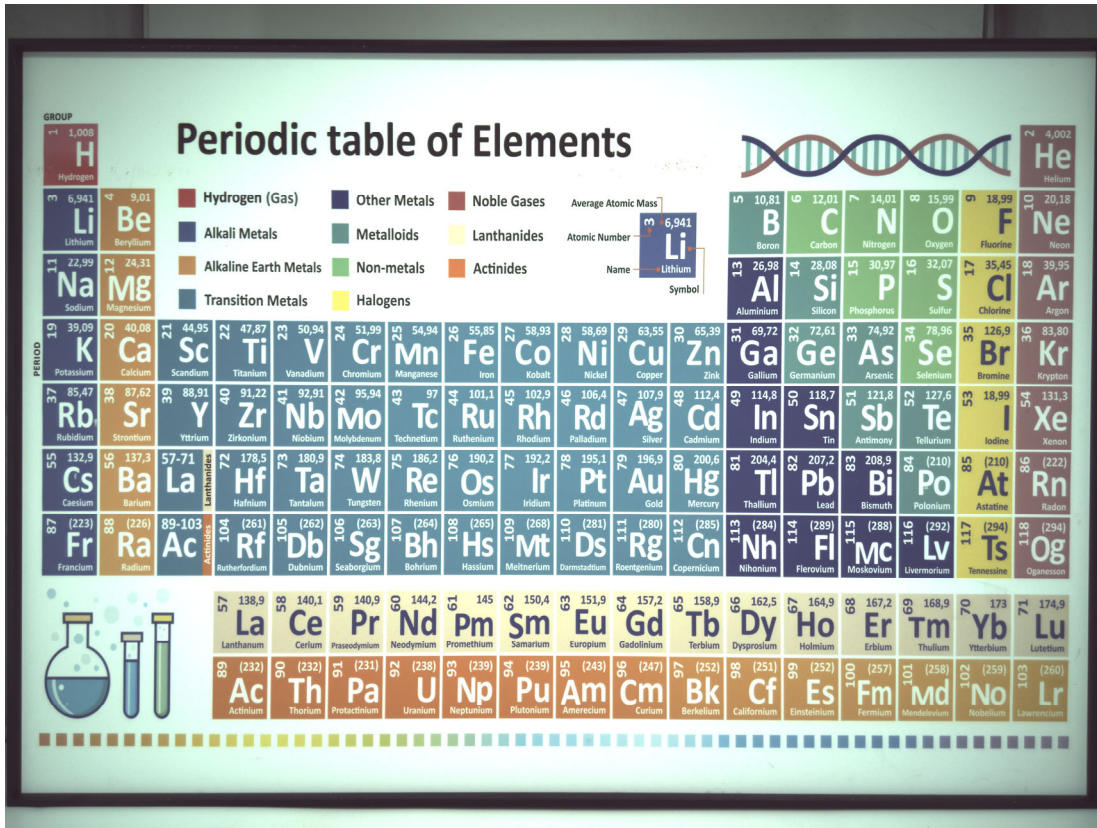 GROUP
Periodic table of Elements
1 1,008 H Hydrogen
2 4,002 He Helium
Hydrogen (Gas)
Alkali Metals
Alkaline Earth Metals
Transition Metals
Other Metals
Metalloids
Non-metals
Halogens
Noble Gases
Lanthanides
Actinides
Average Atomic Mass
Atomic Number
Name
Symbol
3 6,941 Li Lithium
3 6,941 Li Lithium
4 9,01 Be Beryllium
5 10,81 B Boron
6 12,01 C Carbon
7 14,01 N Nitrogen
8 15,99 O Oxygen
9 18,99 F Fluorine
10 20,18 Ne Neon
11 22,99 Na Sodium
12 24,31 Mg Magnesium
13 26,98 Al Aluminium
14 28,08 Si Silicon
15 30,97 P Phosphorus
16 32,07 S Sulfur
17 35,45 Cl Chlorine
18 39,95 Ar Argon
PERIOD
19 39,09 K Potassium
20 40,08 Ca Calcium
21 44,95 Sc Scandium
22 47,87 Ti Titanium
23 50,94 V Vanadium
24 51,99 Cr Chromium
25 54,94 Mn Manganese
26 55,85 Fe Iron
27 58,93 Co Kobalt
28 58,69 Ni Nickel
29 63,55 Cu Copper
30 65,39 Zn Zink
31 69,72 Ga Gallium
32 72,61 Ge Germanium
33 74,92 As Arsenic
34 78,96 Se Selenium
35 126,9 Br Bromine
36 83,80 Kr Krypton
37 85,47 Rb Rubidium
38 87,62 Sr Strontium
39 88,91 Y Yttrium
40 91,22 Zr Zirkonium
41 92,91 Nb Niobium
42 95,94 Mo Molybdenum
43 97 Tc Technetium
44 101,1 Ru Ruthenium
45 102,9 Rh Rhodium
46 106,4 Rd Palladium
47 107,9 Ag Silver
48 112,4 Cd Cadmium
49 114,8 In Indium
50 118,7 Sn Tin
51 121,8 Sb Antimony
52 127,6 Te Tellurium
53 18,99 I Iodine
54 131,3 Xe Xenon
55 132,9 Cs Caesium
56 137,3 Ba Barium
57-71 La Lanthanides
72 178,5 Hf Hafnium
73 180,9 Ta Tantalum
74 183,8 W Tungsten
75 186,2 Re Rhenium
76 190,2 Os Osmium
77 192,2 Ir Iridium
78 195,1 Pt Platinum
79 196,9 Au Gold
80 200,6 Hg Mercury
81 204,4 Tl Thallium
82 207,2 Pb Lead
83 208,9 Bi Bismuth
84 (210) Po Polonium
85 (210) At Astatine
86 (222) Rn Radon
87 (223) Fr Francium
88 (226) Ra Radium
89-103 Ac Actinides
104 (261) Rf Rutherfordium
105 (262) Db Dubnium
106 (263) Sg Seaborgium
107 (264) Bh Bohrium
108 (265) Hs Hassium
109 (268) Mt Meitnerium
110 (281) Ds Darmstadtium
111 (280) Rg Roentgenium
112 (285) Cn Copernicium
113 (284) Nh Nihonium
114 (289) Fl Flerovium
115 (288) Mc Moskovium
116 (292) Lv Livermorium
117 (294) Ts Tennessine
118 (294) Og Oganesson
57 138,9 La Lanthanum
58 140,1 Ce Cerium
59 140,9 Pr Praseodymium
60 144,2 Nd Neodymium
61 145 Pm Promethium
62 150,4 Sm Samarium
63 151,9 Eu Europium
64 157,2 Gd Gadolinium
65 158,9 Tb Terbium
66 162,5 Dy Dysprosium
67 164,9 Ho Holmium
68 167,2 Er Erbium
69 168,9 Tm Thulium
70 173 Yb Ytterbium
71 174,9 Lu Lutetium
89 (232) Ac Actinium
90 (232) Th Thorium
91 (231) Pa Protactinium
92 (238) U Uranium
93 (239) Np Neptunium
94 (239) Pu Plutonium
95 (243) Am Amerecium
96 (247) Cm Curium
97 (252) Bk Berkelium
98 (251) Cf Californium
99 (252) Es Einsteinium
100 (257) Fm Fermium
101 (258) Md Mendelevium
102 (259) No Nobelium
103 (260) Lr Lawrencium